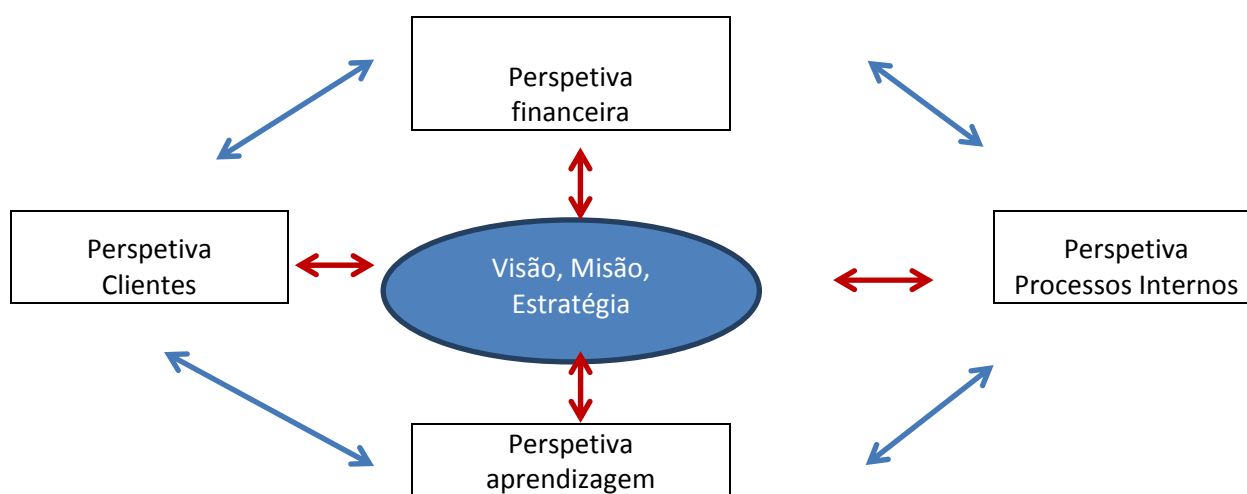 Perspetiva
financeira
Perspetiva
Clientes
Visão, Misão,
Estratégia
Perspetiva
Processos Internos
Perspetiva
aprendizagem